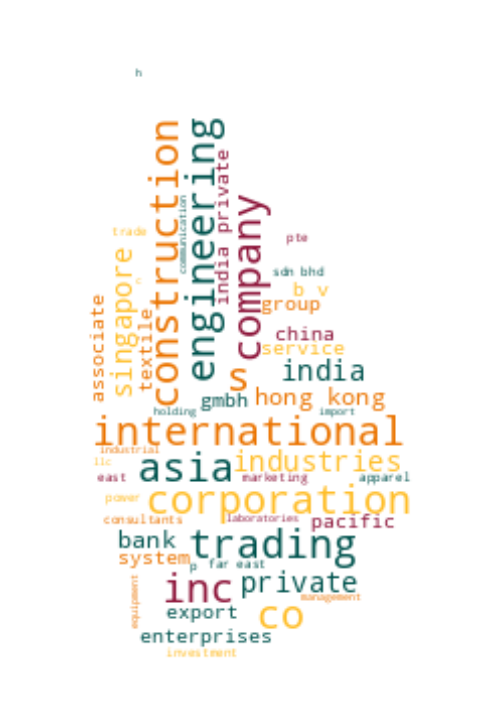 h
construction
engineering
india private
communication
company
trade
pte
singapore
c
sdn bhd
b v
group
associate
textile
china
service
s
india
gmbh
hong kong
holding
import
international
industrial
industries
llc
asia
east
marketing
apparel
power
corporation
consultants
laboratories
pacific
bank
trading
system
p
far east
equipment
inc
private
management
export
co
enterprises
investment